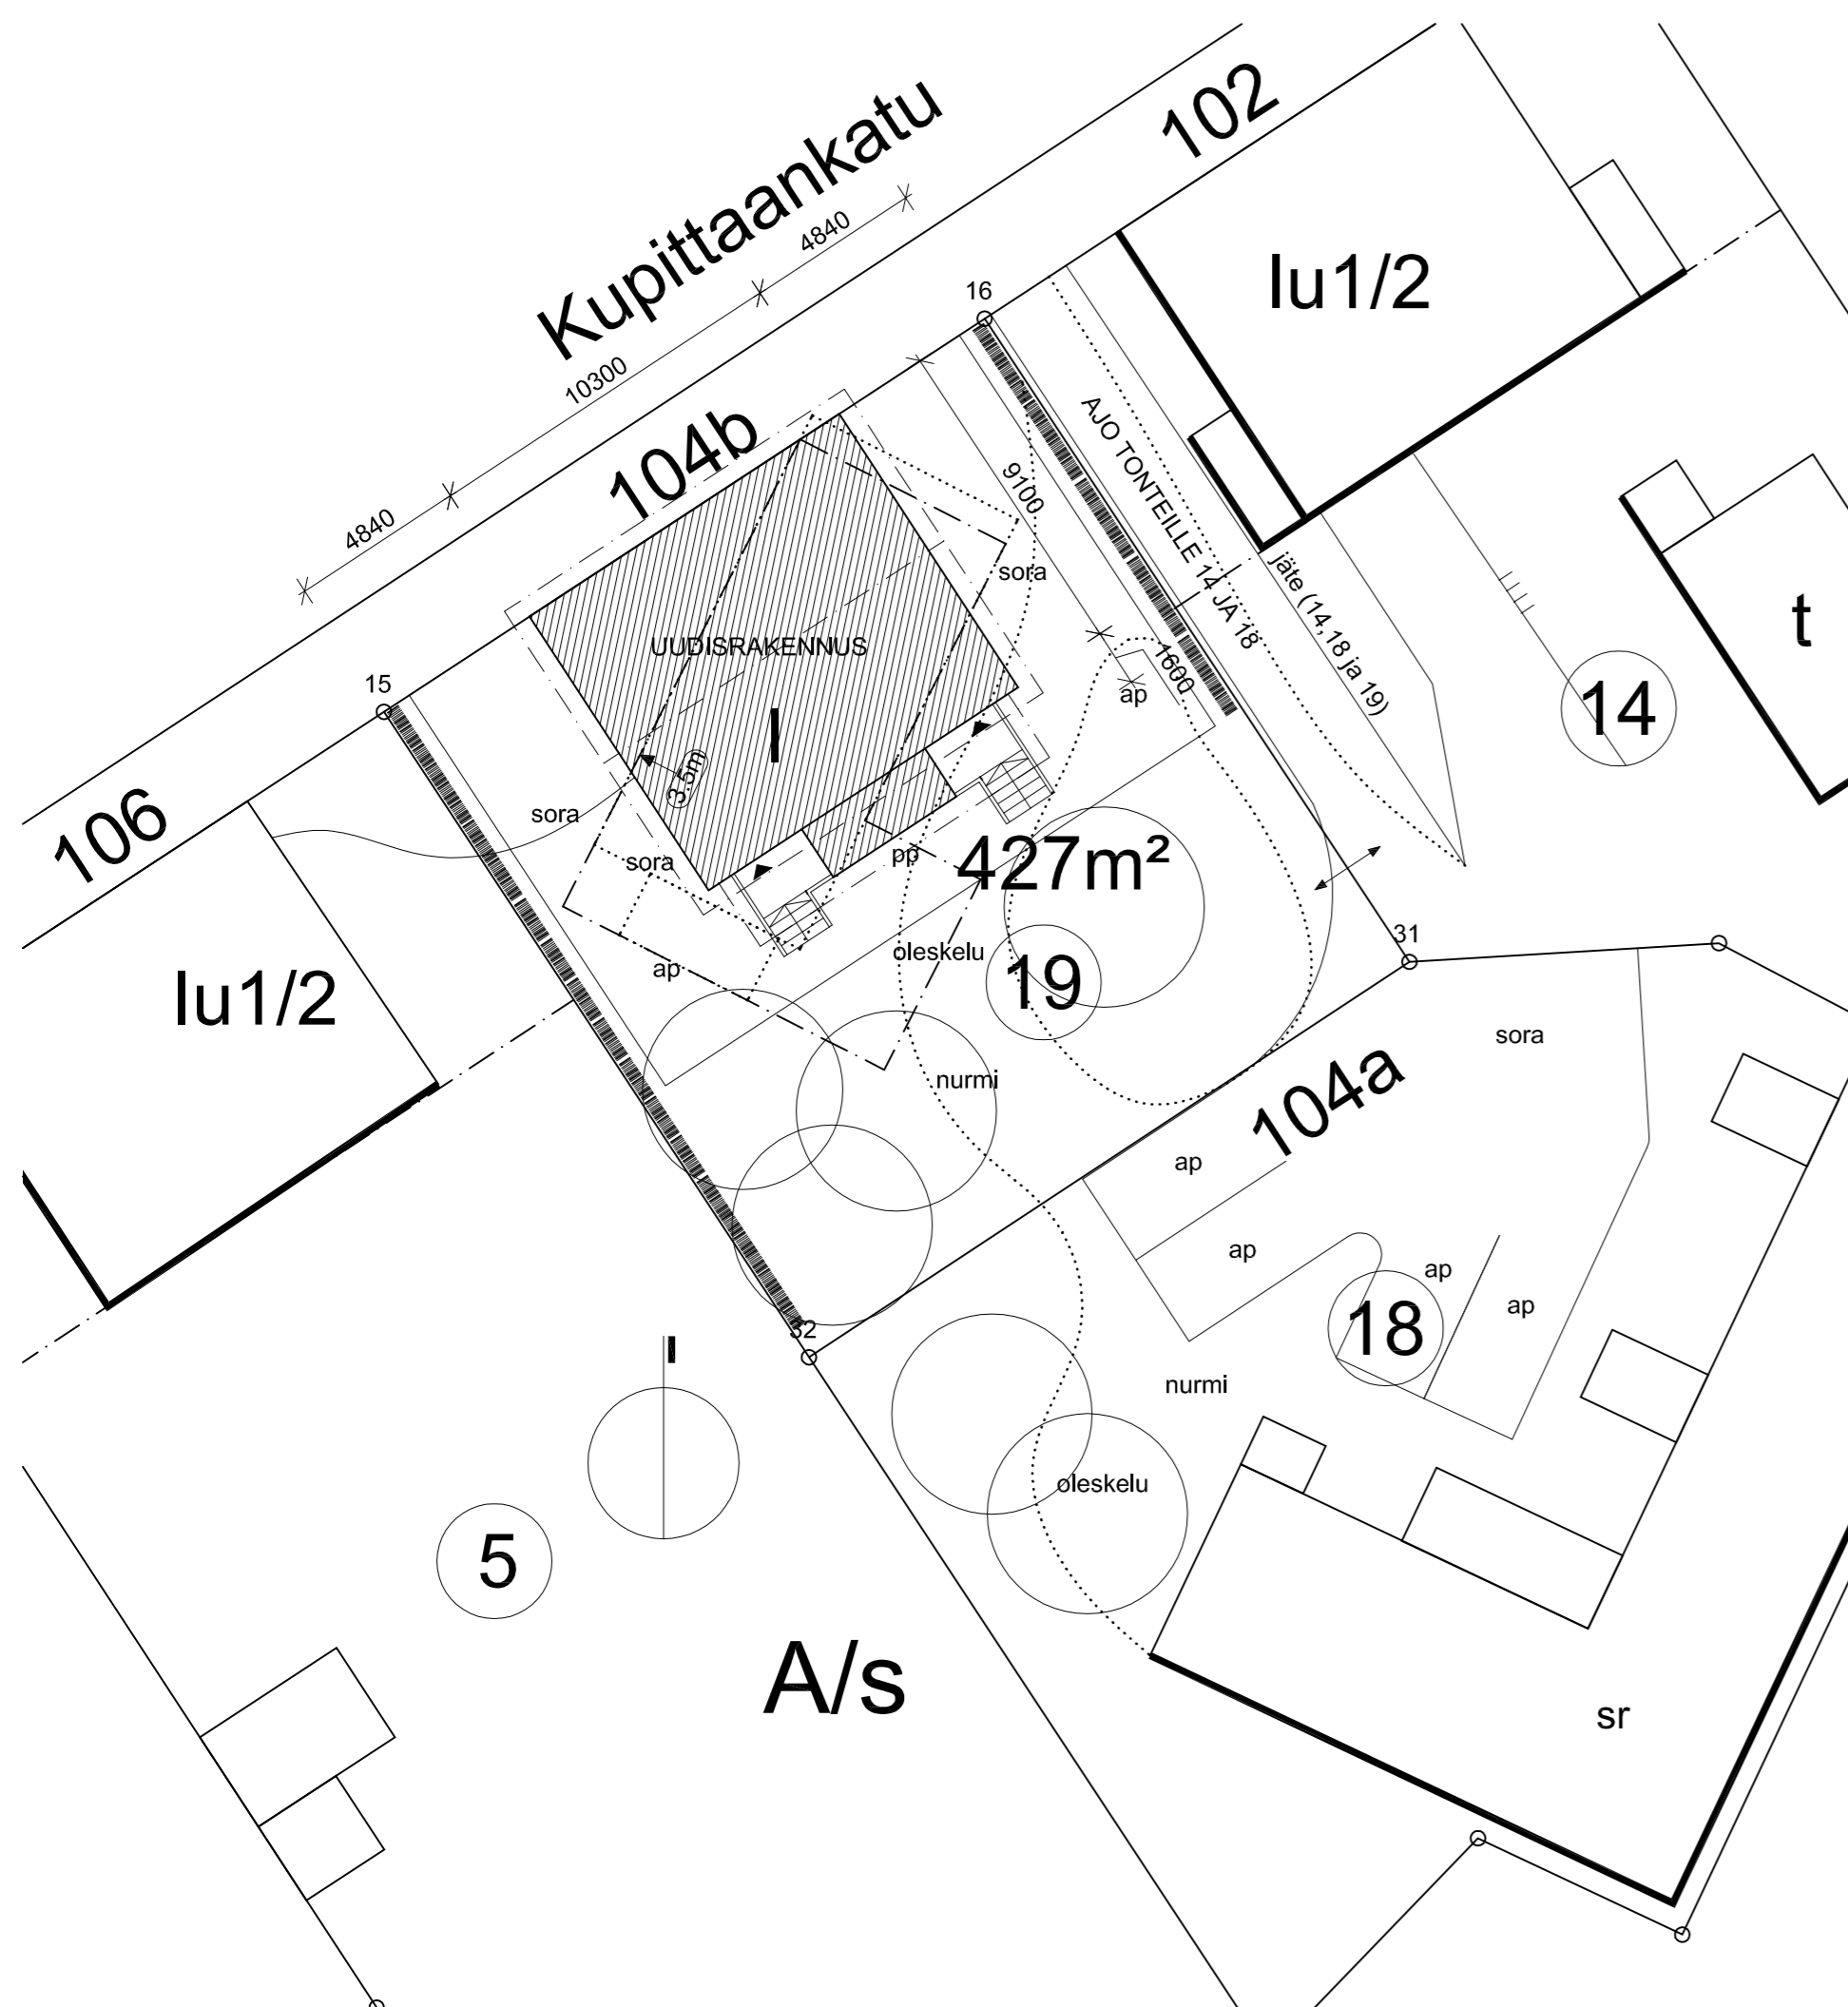 102
Kupittaankatu
4840
10300
4840
16
lu1/2
104b
9100
AJO TONTEILLE 14 JA 18
jäte (14,18 ja 19)
sora
t
UUDISRAKENNUS
I
1600
ap
14
15
3.5m
106
sora
sora
pp
427m²
oleskelu
19
31
ap
lu1/2
nurmi
sora
104a
ap
ap
ap
ap
18
32
nurmi
oleskelu
5
A/s
sr